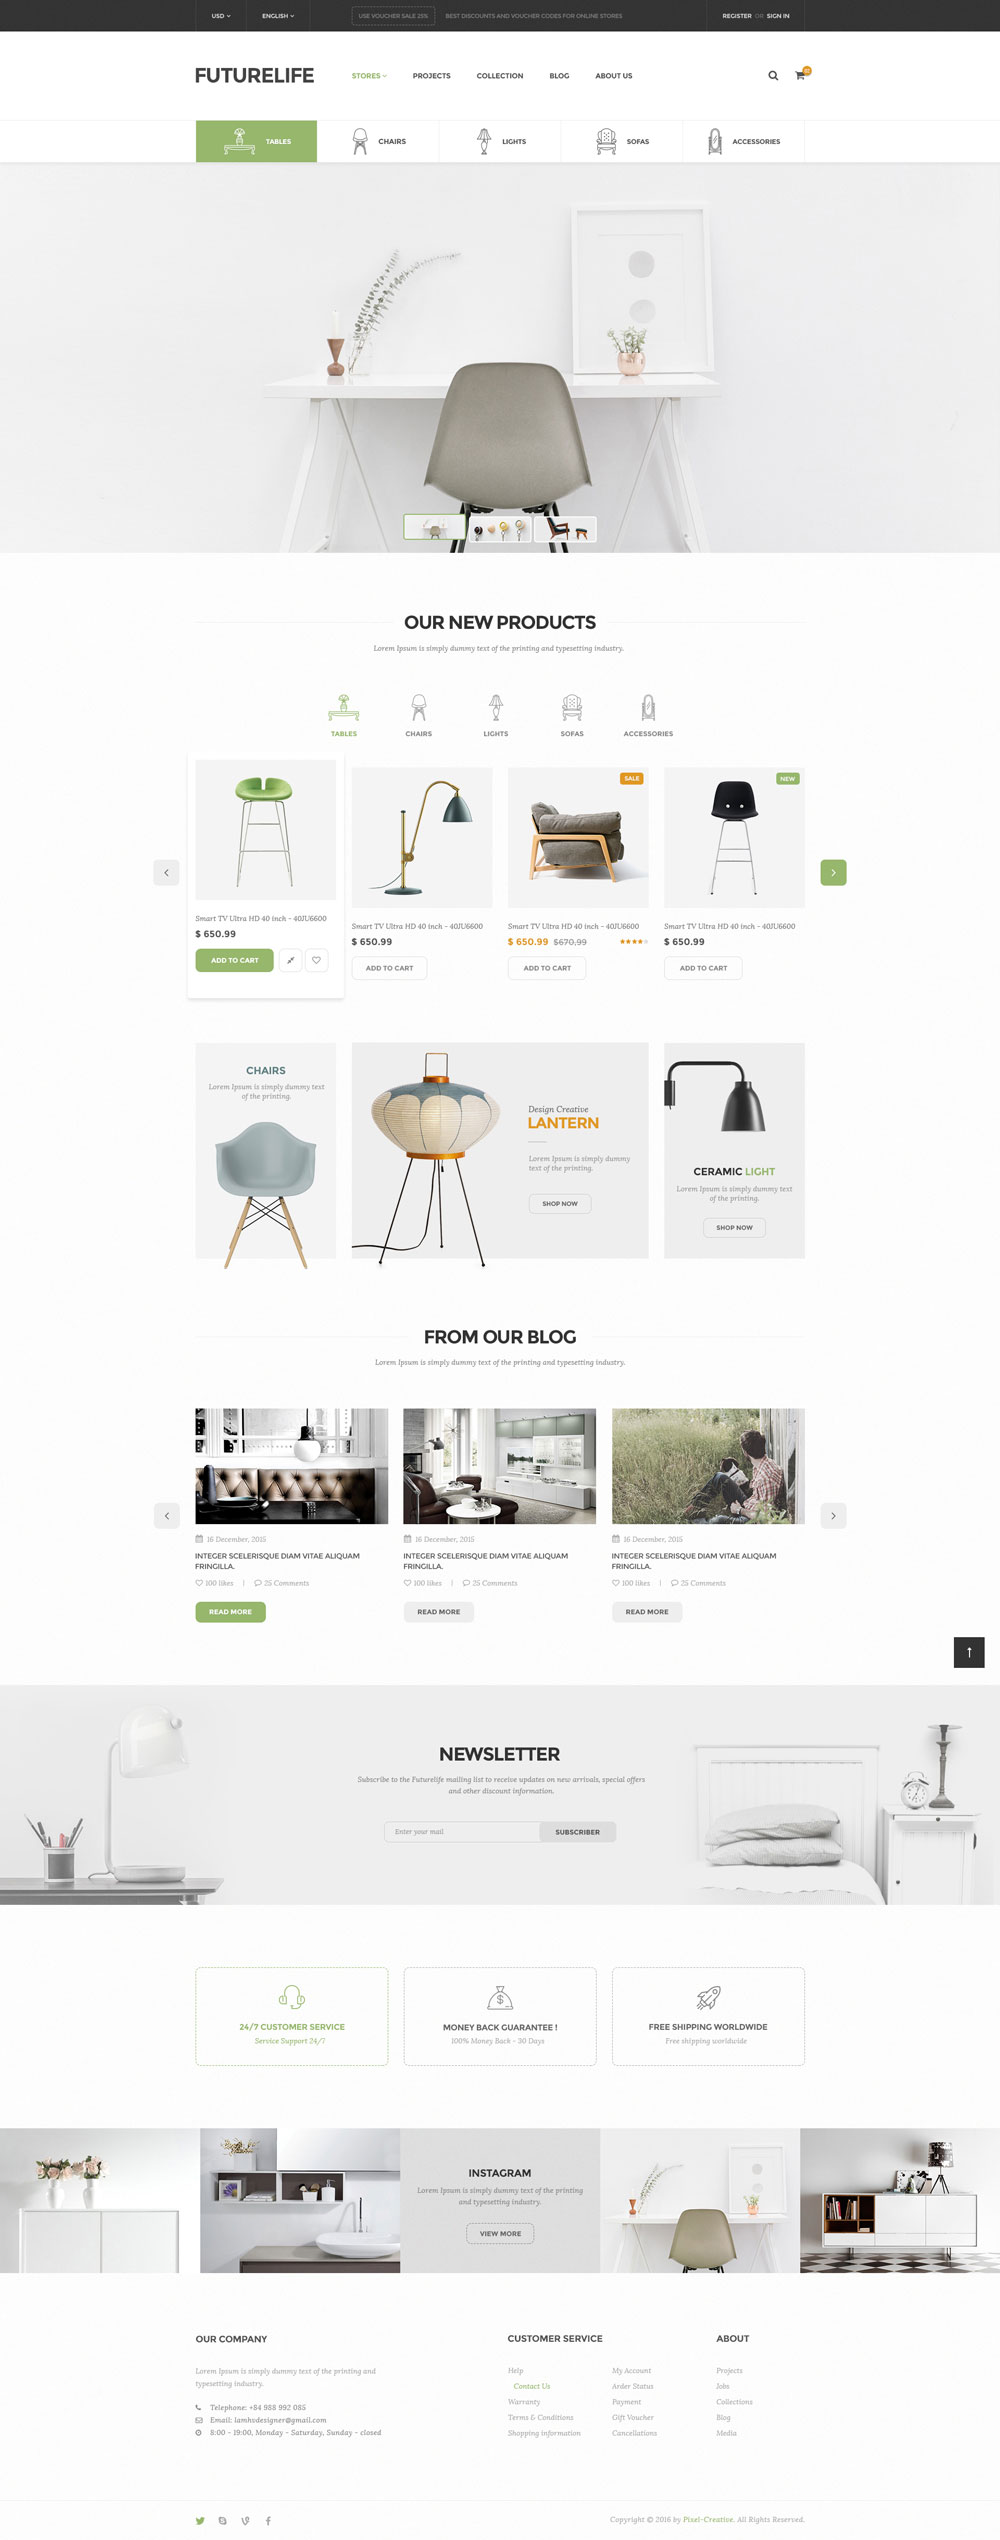 USD ENGLISH USE VOUCHER SALE 25% BEST DISCOUNTS AND VOUCHER CODES FOR ONLINE STORES REGISTER OR SIGN IN
FUTURELIFE STORES PROJECTS COLLECTION BLOG ABOUT US
TABLES CHAIRS LIGHTS SOFAS ACCESSORIES
OUR NEW PRODUCTS
Lorem Ipsum is simply dummy text of the printing and typesetting industry.
TABLES CHAIRS LIGHTS SOFAS ACCESSORIES
SALE
NEW
Smart TV Ultra HD 40 inch - 40JU6600
$ 650.99
ADD TO CART
Smart TV Ultra HD 40 inch - 40JU6600
$ 650.99
ADD TO CART
Smart TV Ultra HD 40 inch - 40JU6600
$ 650.99 $670.99
ADD TO CART
Smart TV Ultra HD 40 inch - 40JU6600
$ 650.99
ADD TO CART
CHAIRS
Lorem Ipsum is simply dummy text
of the printing.
Design Creative
LANTERN
Lorem Ipsum is simply dummy
text of the printing.
SHOP NOW
CERAMIC LIGHT
Lorem Ipsum is simply dummy text
of the printing.
SHOP NOW
FROM OUR BLOG
Lorem Ipsum is simply dummy text of the printing and typesetting industry.
16 December, 2015
INTEGER SCELERISQUE DIAM VITAE ALIQUAM
FRINGILLA.
100 likes | 25 Comments
READ MORE
16 December, 2015
INTEGER SCELERISQUE DIAM VITAE ALIQUAM
FRINGILLA.
100 likes | 25 Comments
READ MORE
16 December, 2015
INTEGER SCELERISQUE DIAM VITAE ALIQUAM
FRINGILLA.
100 likes | 25 Comments
READ MORE
NEWSLETTER
Subscribe to the Futurelife mailing list to receive updates on new arrivals, special offers
and other discount information.
Enter your mail SUBSCRIBER
24/7 CUSTOMER SERVICE
Service Support 24/7
MONEY BACK GUARANTEE !
100% Money Back - 30 Days
FREE SHIPPING WORLDWIDE
Free shipping worldwide
INSTAGRAM
Lorem Ipsum is simply dummy text of the printing
and typesetting industry.
VIEW MORE
OUR COMPANY
Lorem Ipsum is simply dummy text of the printing and
typesetting industry.
Telephone: +84 988 992 085
Email: lamhvdesigner@gmail.com
8:00 - 19:00, Monday - Saturday, Sunday - closed
CUSTOMER SERVICE
Help
Contact Us
Warranty
Terms & Conditions
Shopping information
My Account
Arder Status
Payment
Gift Voucher
Cancellations
ABOUT
Projects
Jobs
Collections
Blog
Media
Copyright © 2016 by Pixel-Creative. All Rights Reserved.